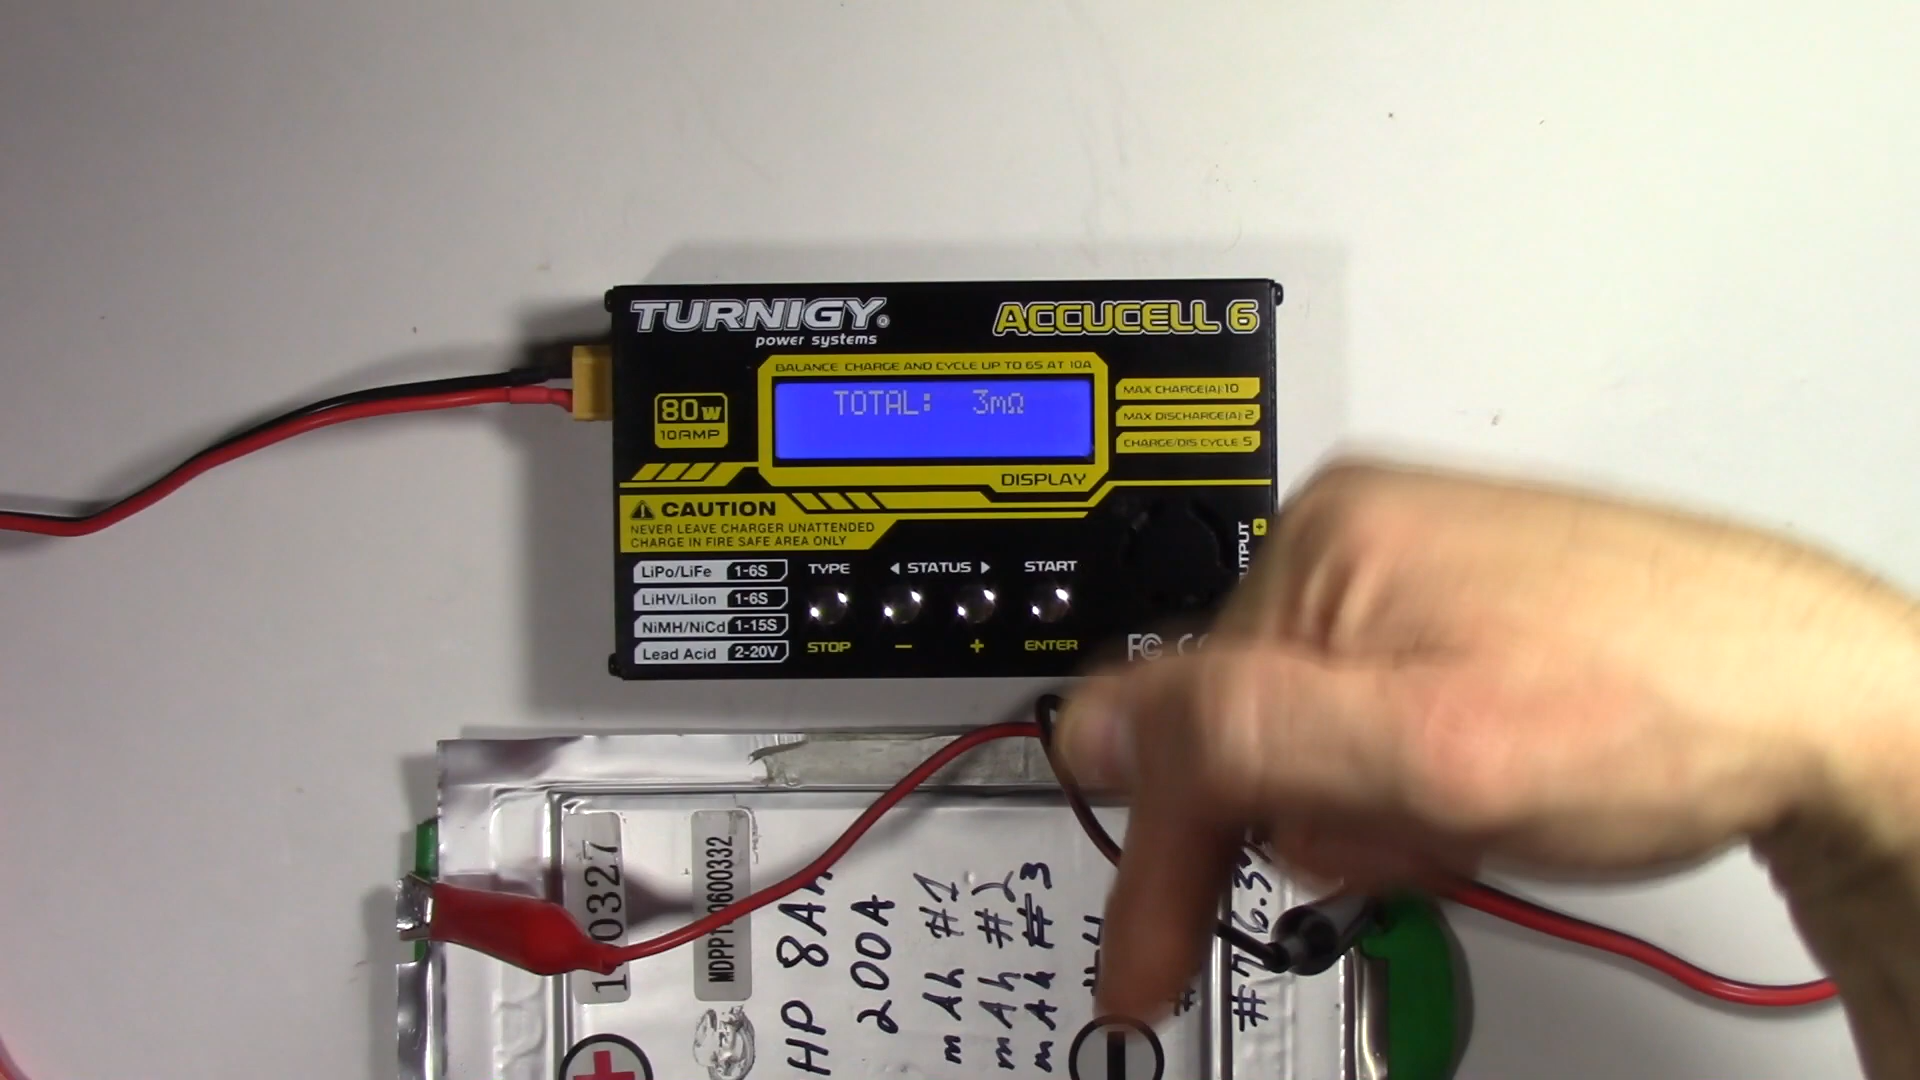 TURNIGY®
power systems
ACCUCELL 6
BALANCE CHARGE AND CYCLE UP TO 6S AT 10A
TOTAL: 3mΩ
80W
10AMP
MAX CHARGE(A):10
MAX DISCHARGE(A):2
CHARGE/DIS CYCLE 5
DISPLAY
CAUTION
NEVER LEAVE CHARGER UNATTENDED
CHARGE IN FIRE SAFE AREA ONLY
LiPo/LiFe 1-6S
LiHV/LiIon 1-6S
NiMH/NiCd 1-15S
Lead Acid 2-20V
TYPE
◀ STATUS ▶
START
STOP
−
+
ENTER
FC
+
0327
HP 8Ah
200A
mAh #1
mAh #2
mAh #3
+
−